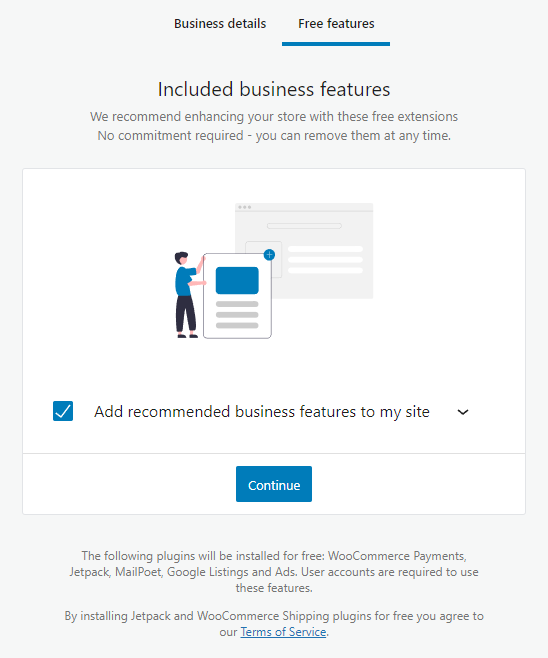 Business details
Free features
Included business features
We recommend enhancing your store with these free extensions
No commitment required - you can remove them at any time.
Add recommended business features to my site
Continue
The following plugins will be installed for free: WooCommerce Payments,
Jetpack, MailPoet, Google Listings and Ads. User accounts are required to use
these features.
By installing Jetpack and WooCommerce Shipping plugins for free you agree to
our Terms of Service.